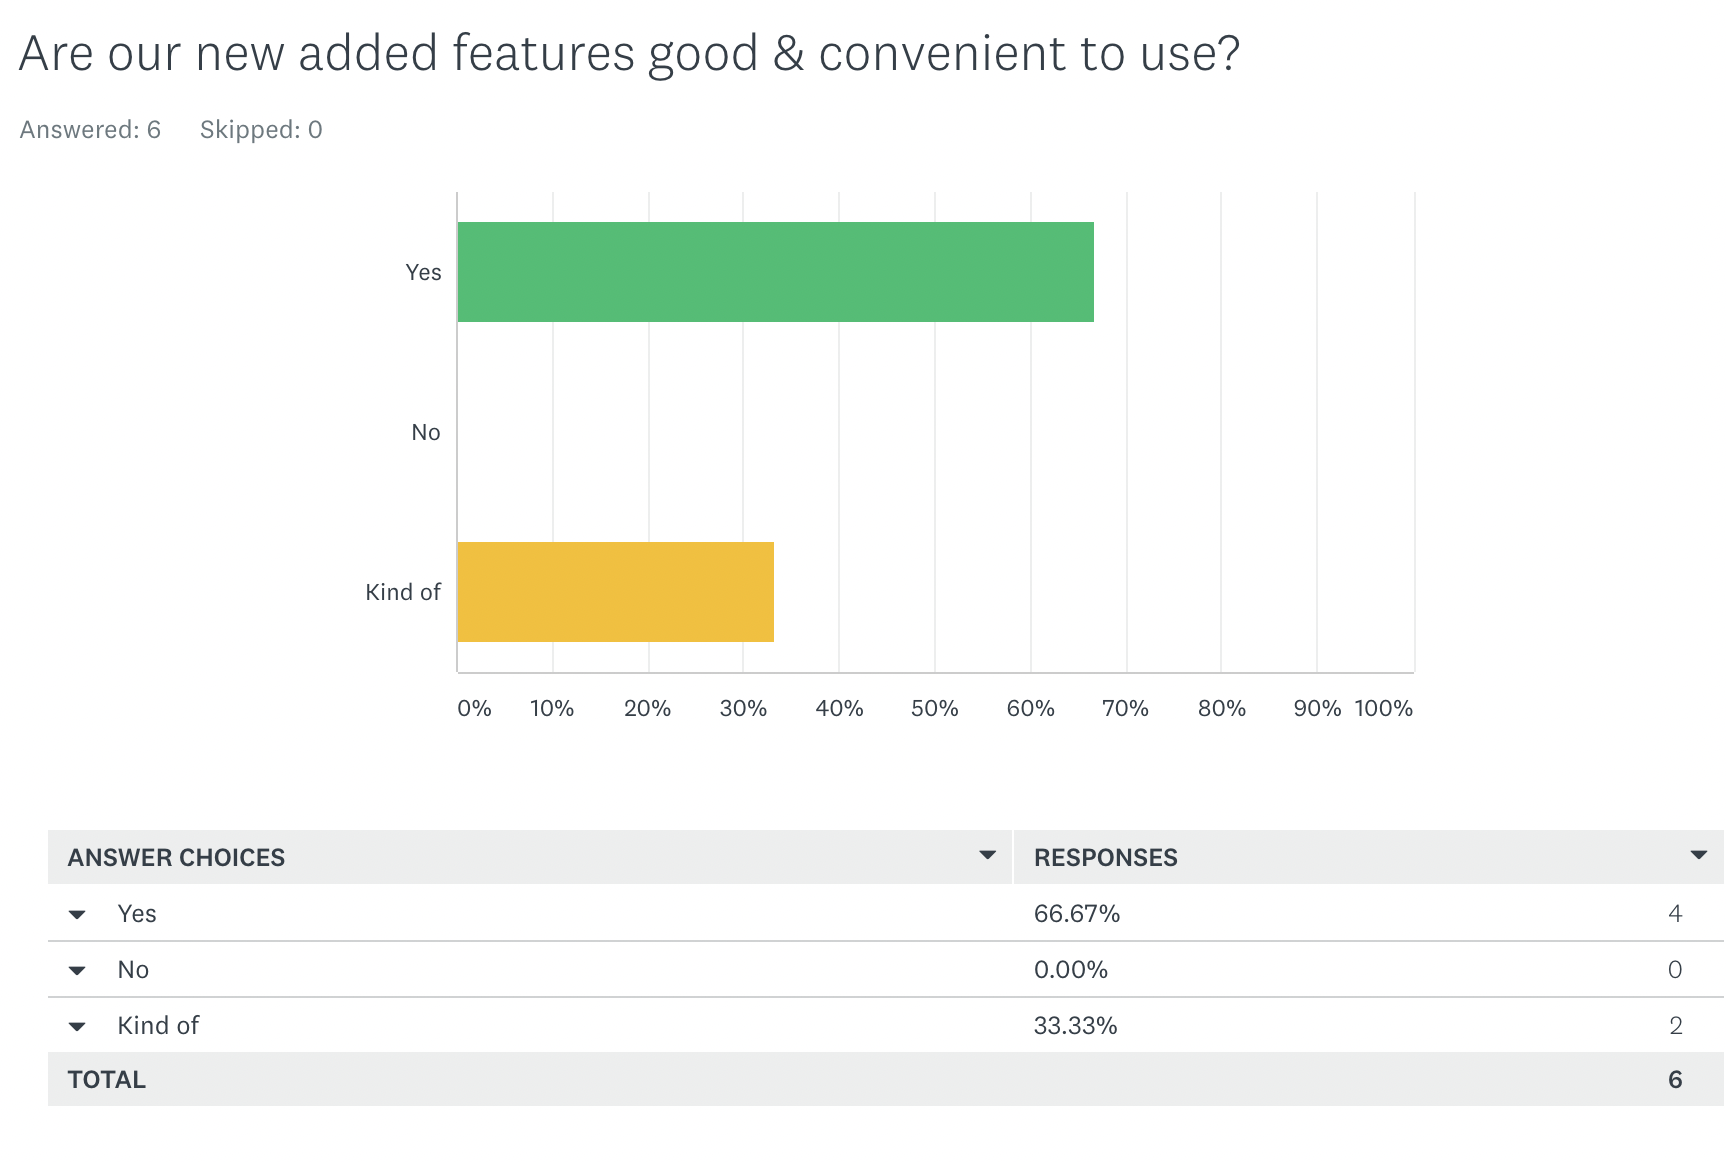 Are our new added features good & convenient to use?
Answered: 6 Skipped: 0
Yes
No
Kind of
0% 10% 20% 30% 40% 50% 60% 70% 80% 90% 100%
ANSWER CHOICES RESPONSES
Yes 66.67% 4
No 0.00% 0
Kind of 33.33% 2
TOTAL 6